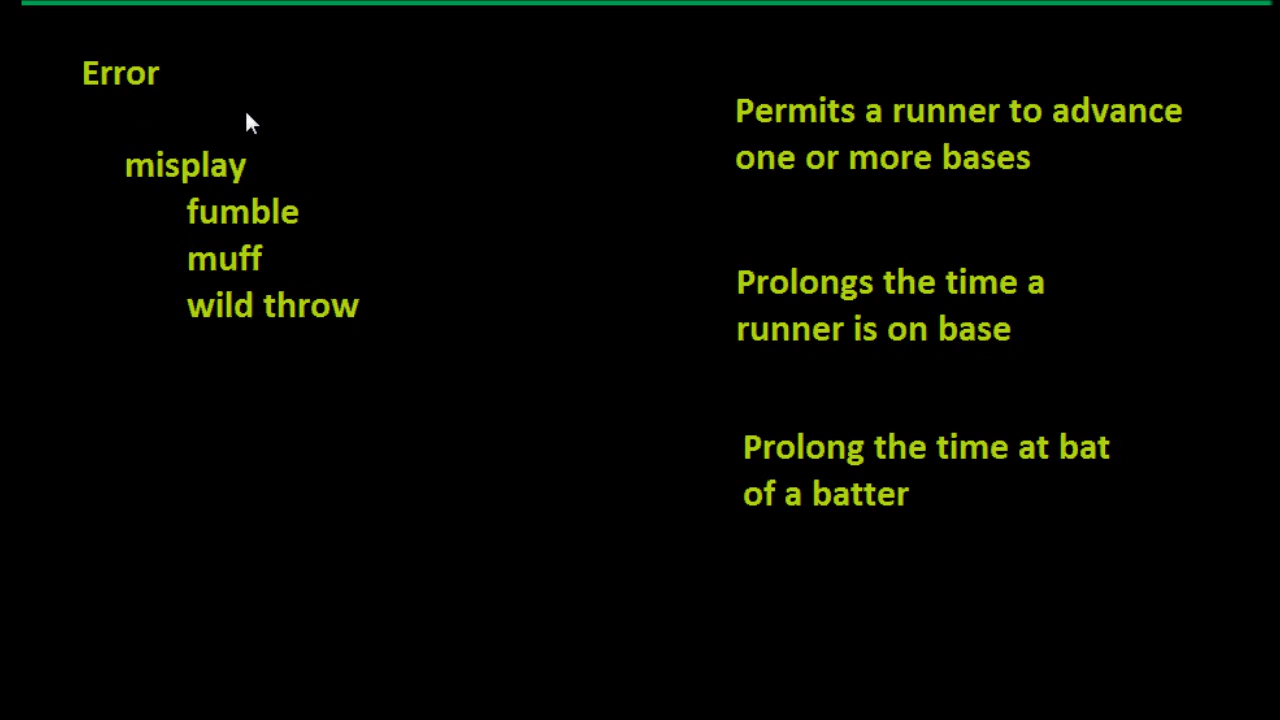 Error
misplay
fumble
muff
wild throw
Permits a runner to advance
one or more bases
Prolongs the time a
runner is on base
Prolong the time at bat
of a batter